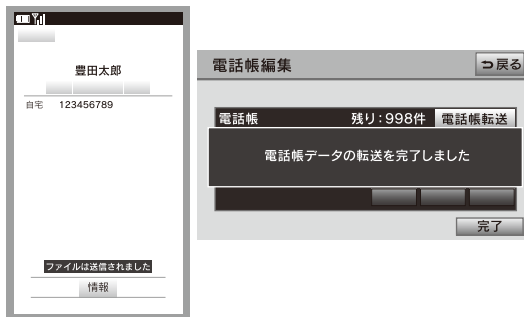 豊田太郎
自宅 123456789
ファイルは送信されました
情報
電話帳編集
戻る
電話帳 残り:998件 電話帳転送
電話帳データの転送を完了しました
完了